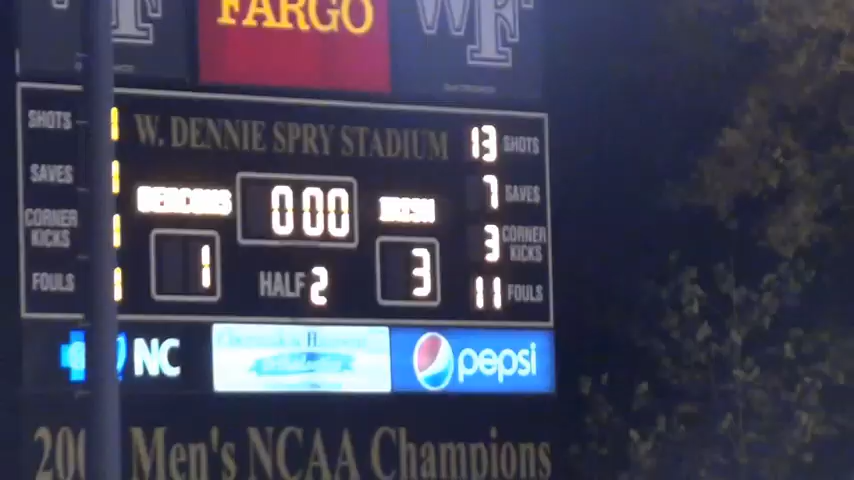 WF FARGO WF
W. DENNIE SPRY STADIUM
SHOTS 13 SHOTS
SAVES 7 SAVES
DEACONS 0:00 IRISH
CORNER KICKS 3 CORNER KICKS
1 HALF 2 3
FOULS 11 FOULS
NC pepsi
Men's NCAA Champions